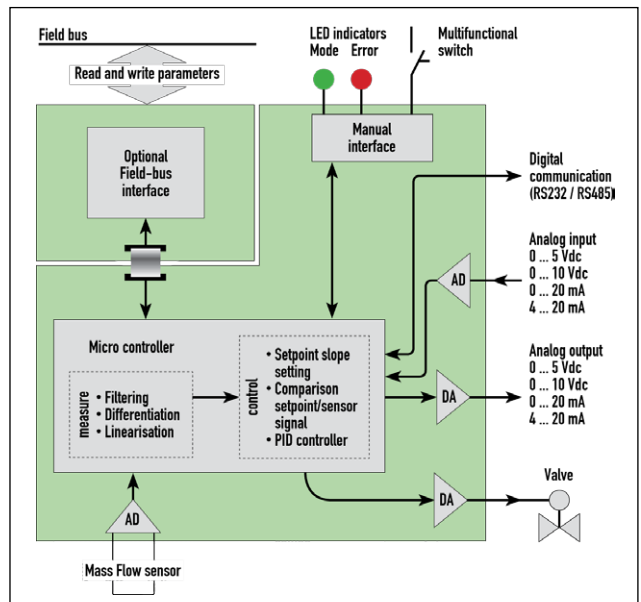 Field bus
Read and write parameters
LED indicators
Mode Error
Multifunctional
switch
Manual
interface
Optional
Field-bus
interface
Digital
communication
(RS232 / RS485)
Analog input
0 ... 5 Vdc
0 ... 10 Vdc
0 ... 20 mA
4 ... 20 mA
AD
Micro controller
measure
• Filtering
• Differentiation
• Linearisation
control
• Setpoint slope
setting
• Comparison
setpoint/sensor
signal
• PID controller
Analog output
0 ... 5 Vdc
0 ... 10 Vdc
0 ... 20 mA
4 ... 20 mA
DA
DA
Valve
AD
Mass Flow sensor